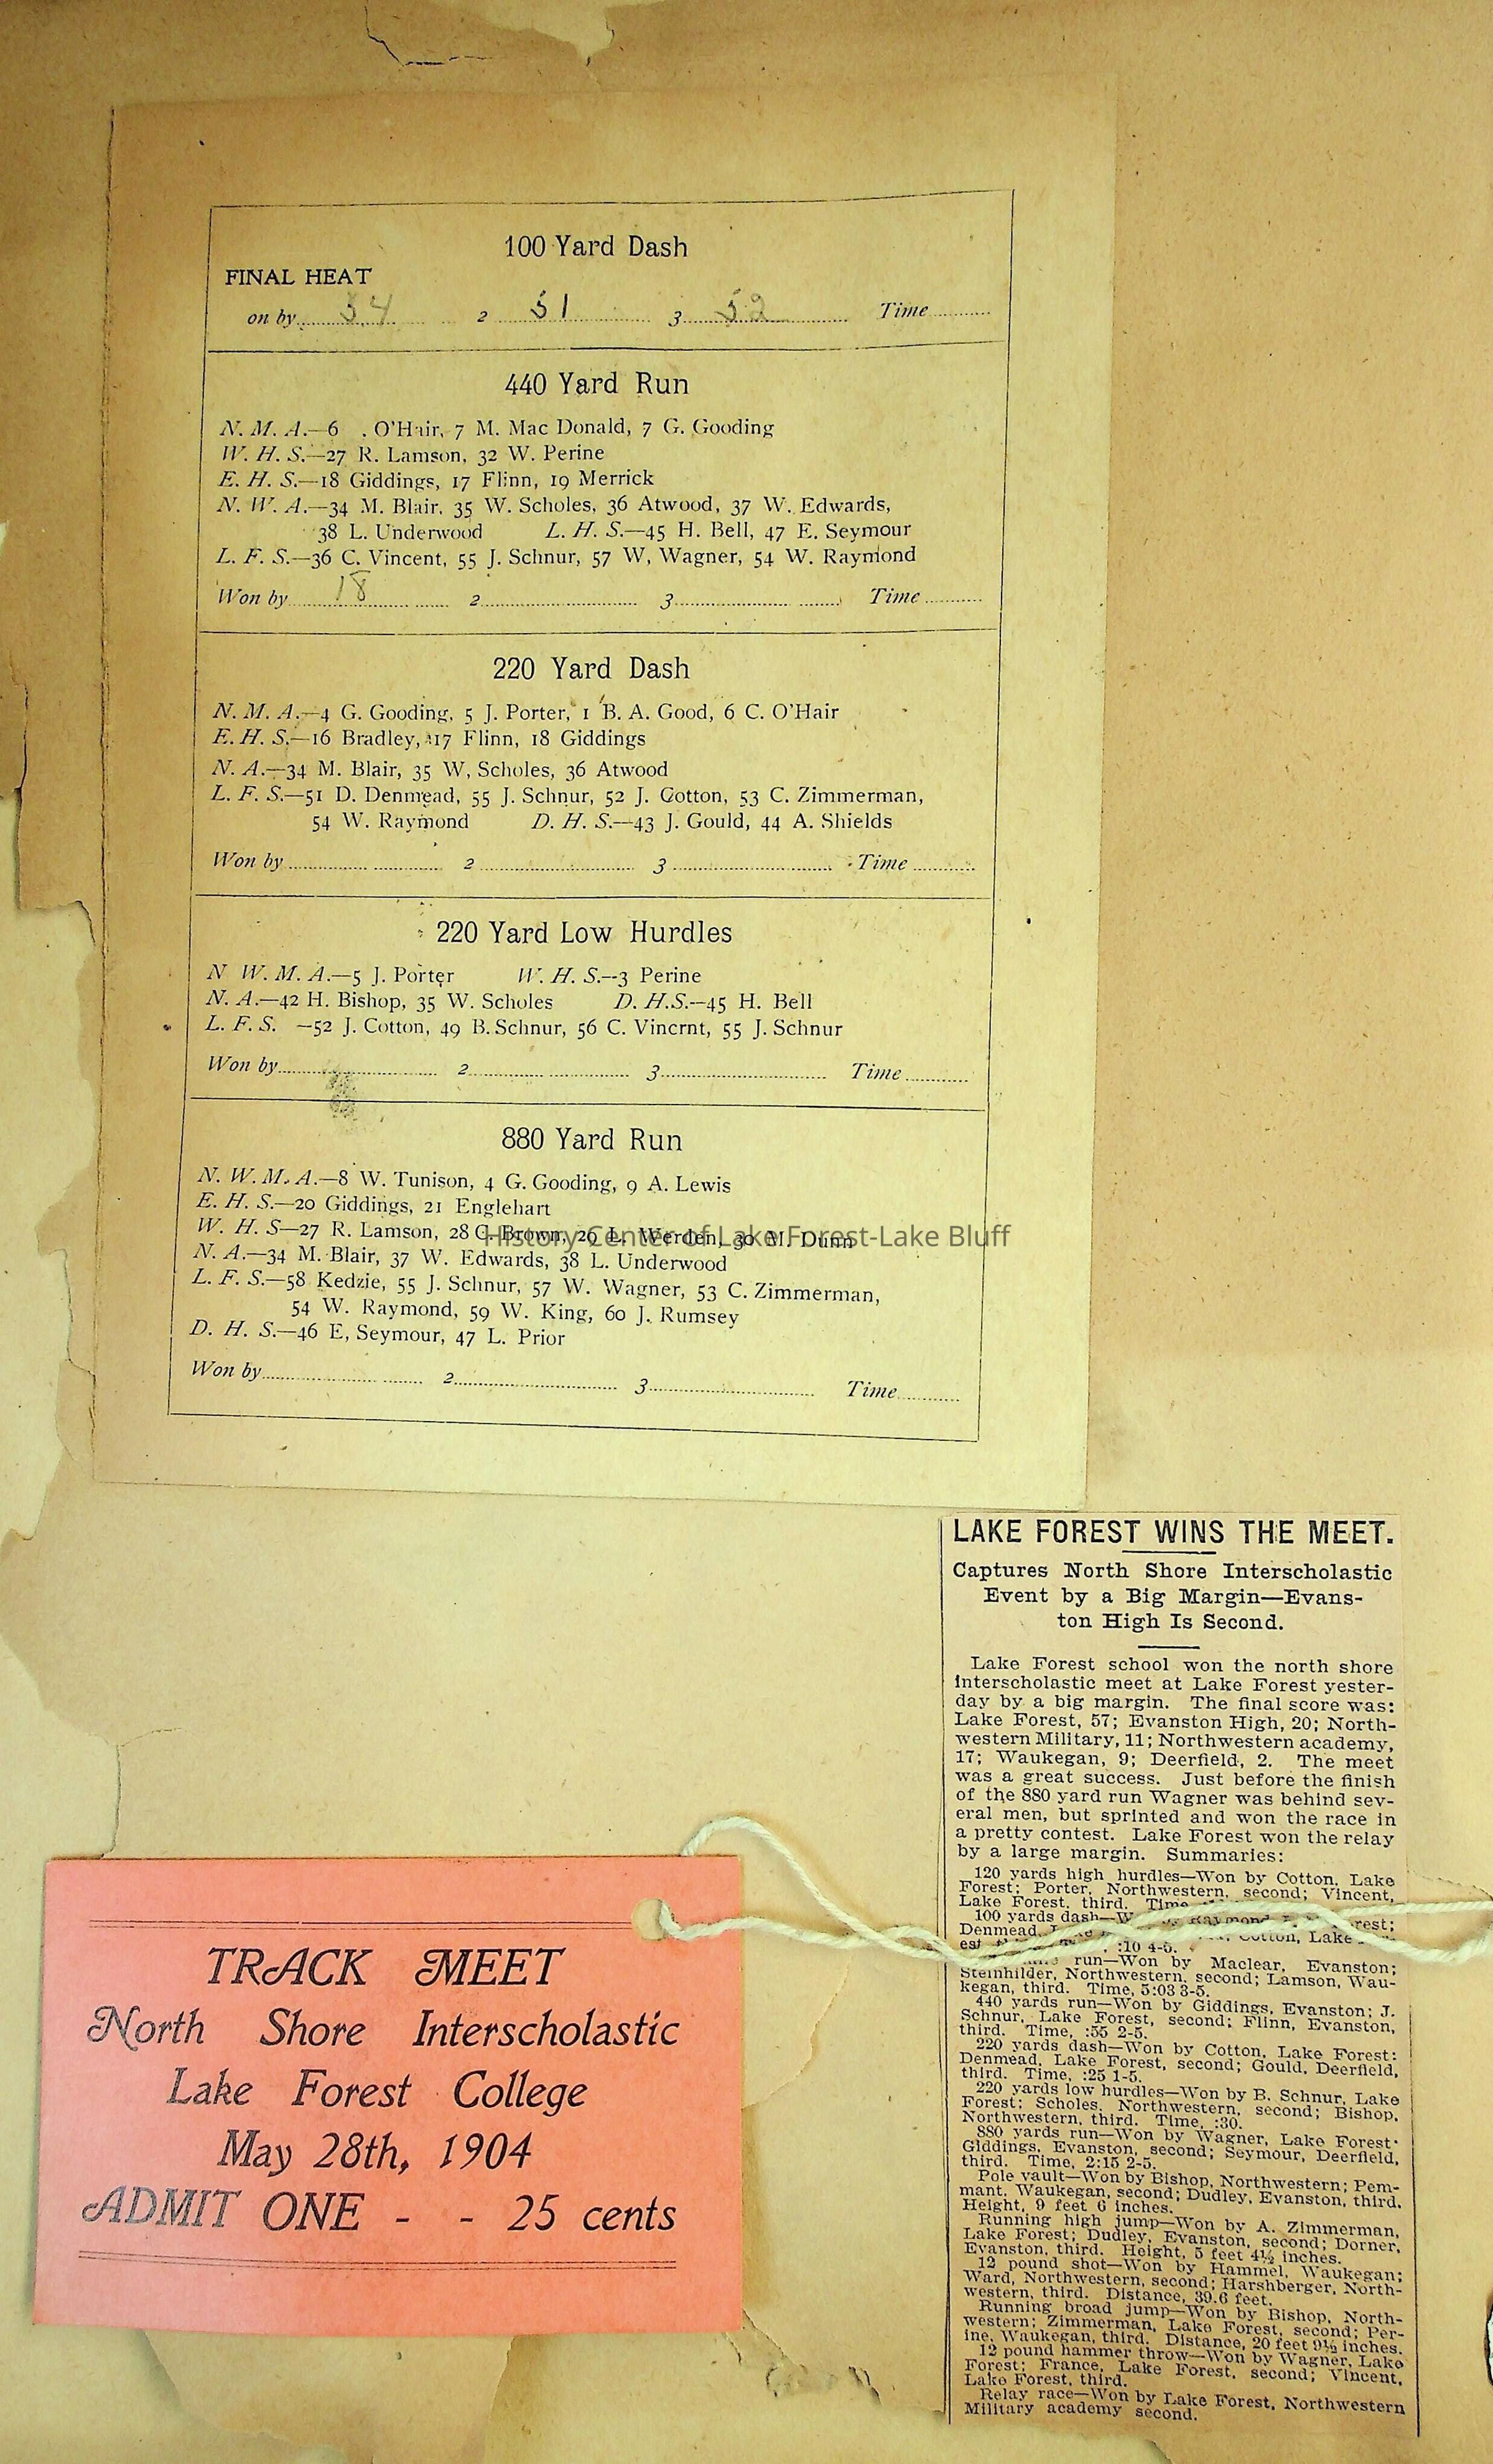 100 Yard Dash
FINAL HEAT
on by 54 2 51 3 52 Time
440 Yard Run
N. M. A.—6 . O'Hair, 7 M. Mac Donald, 7 G. Gooding
W. H. S.—27 R. Lamson, 32 W. Perine
E. H. S.—18 Giddings, 17 Flinn, 19 Merrick
N. W. A.—34 M. Blair, 35 W. Scholes, 36 Atwood, 37 W. Edwards,
38 L. Underwood L. H. S.—45 H. Bell, 47 E. Seymour
L. F. S.—36 C. Vincent, 55 J. Schnur, 57 W, Wagner, 54 W. Raymond
Won by 18 2 3 Time
220 Yard Dash
N. M. A.—4 G. Gooding, 5 J. Porter, 1 B. A. Good, 6 C. O'Hair
E. H. S.—16 Bradley, 17 Flinn, 18 Giddings
N. A.—34 M. Blair, 35 W, Scholes, 36 Atwood
L. F. S.—51 D. Denmead, 55 J. Schnur, 52 J. Cotton, 53 C. Zimmerman,
54 W. Raymond D. H. S.—43 J. Gould, 44 A. Shields
Won by 2 3 Time
220 Yard Low Hurdles
N W. M. A.—5 J. Porter W. H. S.--3 Perine
N. A.—42 H. Bishop, 35 W. Scholes D. H.S.—45 H. Bell
L. F. S. —52 J. Cotton, 49 B. Schnur, 56 C. Vincrnt, 55 J. Schnur
Won by 2 3 Time
880 Yard Run
N. W. M. A.—8 W. Tunison, 4 G. Gooding, 9 A. Lewis
E. H. S.—20 Giddings, 21 Englehart
W. H. S—27 R. Lamson, 28 G. Brown, 29 L. Werden, 30 M. Dunn
History Center of Lake Forest-Lake Bluff
N. A.—34 M. Blair, 37 W. Edwards, 38 L. Underwood
L. F. S.—58 Kedzie, 55 J. Schnur, 57 W. Wagner, 53 C. Zimmerman,
54 W. Raymond, 59 W. King, 60 J. Rumsey
D. H. S.—46 E, Seymour, 47 L. Prior
Won by 2 3 Time
LAKE FOREST WINS THE MEET.
Captures North Shore Interscholastic
Event by a Big Margin—Evans-
ton High Is Second.
Lake Forest school won the north shore
interscholastic meet at Lake Forest yester-
day by a big margin. The final score was:
Lake Forest, 57; Evanston High, 20; North-
western Military, 11; Northwestern academy,
17; Waukegan, 9; Deerfield, 2. The meet
was a great success. Just before the finish
of the 880 yard run Wagner was behind sev-
eral men, but sprinted and won the race in
a pretty contest. Lake Forest won the relay
by a large margin. Summaries:
120 yards high hurdles—Won by Cotton, Lake
Forest; Porter, Northwestern, second; Vincent,
Lake Forest, third. Time
100 yards dash—W Raymond rest;
Denmead, Cotton, Lake
:10 4-5.
run—Won by Maclear, Evanston;
Steinhilder, Northwestern, second; Lamson, Wau-
kegan, third. Time, 5:03 3-5.
440 yards run—Won by Giddings, Evanston; J.
Schnur, Lake Forest, second; Flinn, Evanston,
third. Time, :55 2-5.
220 yards dash—Won by Cotton, Lake Forest;
Denmead, Lake Forest, second; Gould, Deerfield,
third. Time, :25 1-5.
220 yards low hurdles—Won by B. Schnur, Lake
Forest; Scholes, Northwestern, second; Bishop,
Northwestern, third. Time, :30.
880 yards run—Won by Wagner, Lake Forest;
Giddings, Evanston, second; Seymour, Deerfield,
third. Time, 2:15 2-5.
Pole vault—Won by Bishop, Northwestern; Pem-
mant, Waukegan, second; Dudley, Evanston, third.
Height, 9 feet 6 inches.
Running high jump—Won by A. Zimmerman,
Lake Forest; Dudley, Evanston, second; Dorner,
Evanston, third. Height, 5 feet 4½ inches.
12 pound shot—Won by Hammel, Waukegan;
Ward, Northwestern, second; Harshberger, North-
western, third. Distance, 39.6 feet.
Running broad jump—Won by Bishop, North-
western; Zimmerman, Lake Forest, second; Per-
ine, Waukegan, third. Distance, 20 feet 9½ inches.
12 pound hammer throw—Won by Wagner, Lake
Forest; France, Lake Forest, second; Vincent,
Lake Forest, third.
Relay race—Won by Lake Forest, Northwestern
Military academy second.
TRACK MEET
North Shore Interscholastic
Lake Forest College
May 28th, 1904
ADMIT ONE - - 25 cents